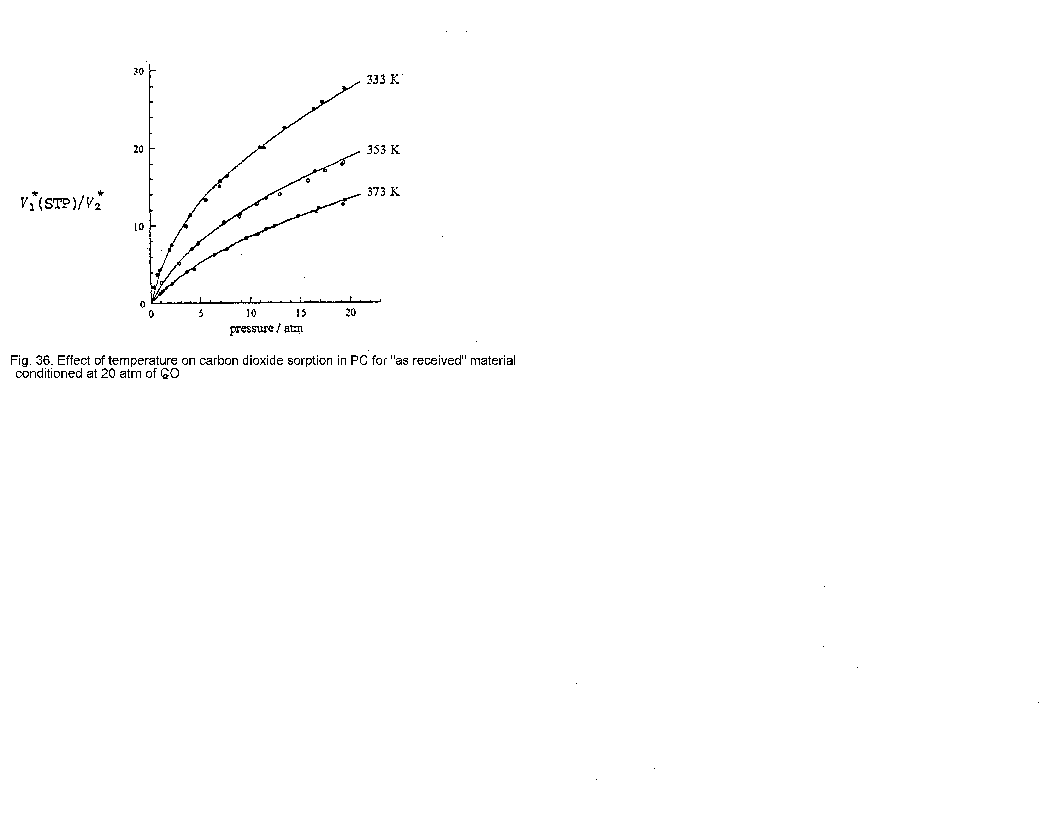 30
333 K
20
353 K
373 K
V₁*(STP)/V₂*
10
0
0 5 10 15 20
pressure / atm
Fig. 36. Effect of temperature on carbon dioxide sorption in PC for "as received" material
conditioned at 20 atm of CO